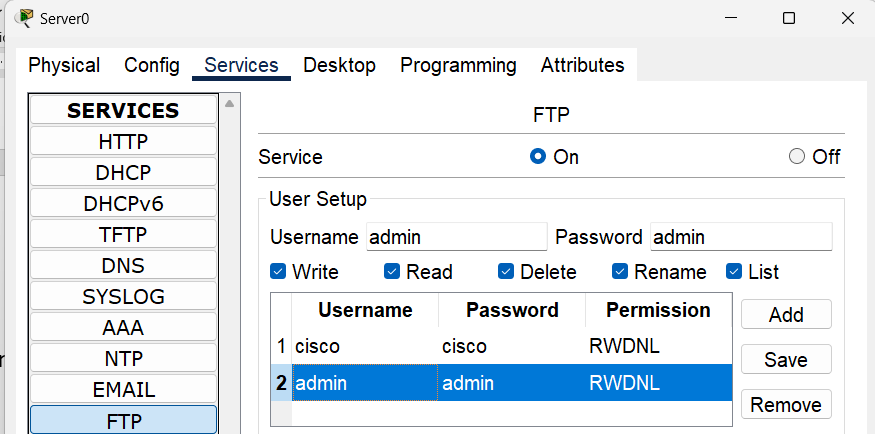 Server0
Physical Config Services Desktop Programming Attributes
SERVICES
HTTP
DHCP
DHCPv6
TFTP
DNS
SYSLOG
AAA
NTP
EMAIL
FTP
FTP
Service On Off
User Setup
Username admin Password admin
Write Read Delete Rename List
Username Password Permission
1 cisco cisco RWDNL
2 admin admin RWDNL
Add
Save
Remove